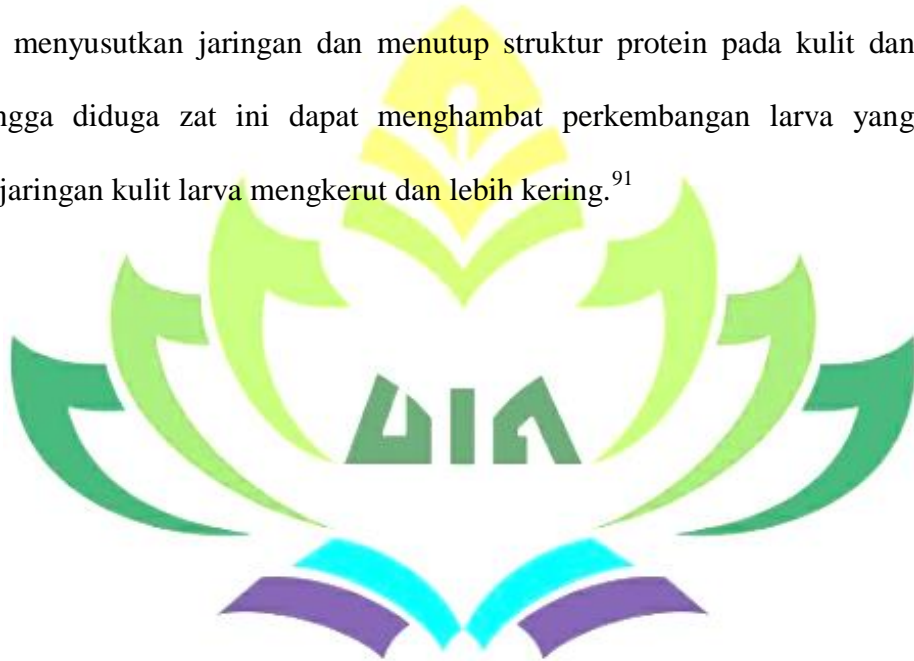 menyusutkan jaringan dan menutup struktur protein pada kulit dan
ngga diduga zat ini dapat menghambat perkembangan larva yang
jaringan kulit larva mengkerut dan lebih kering.91
UIN